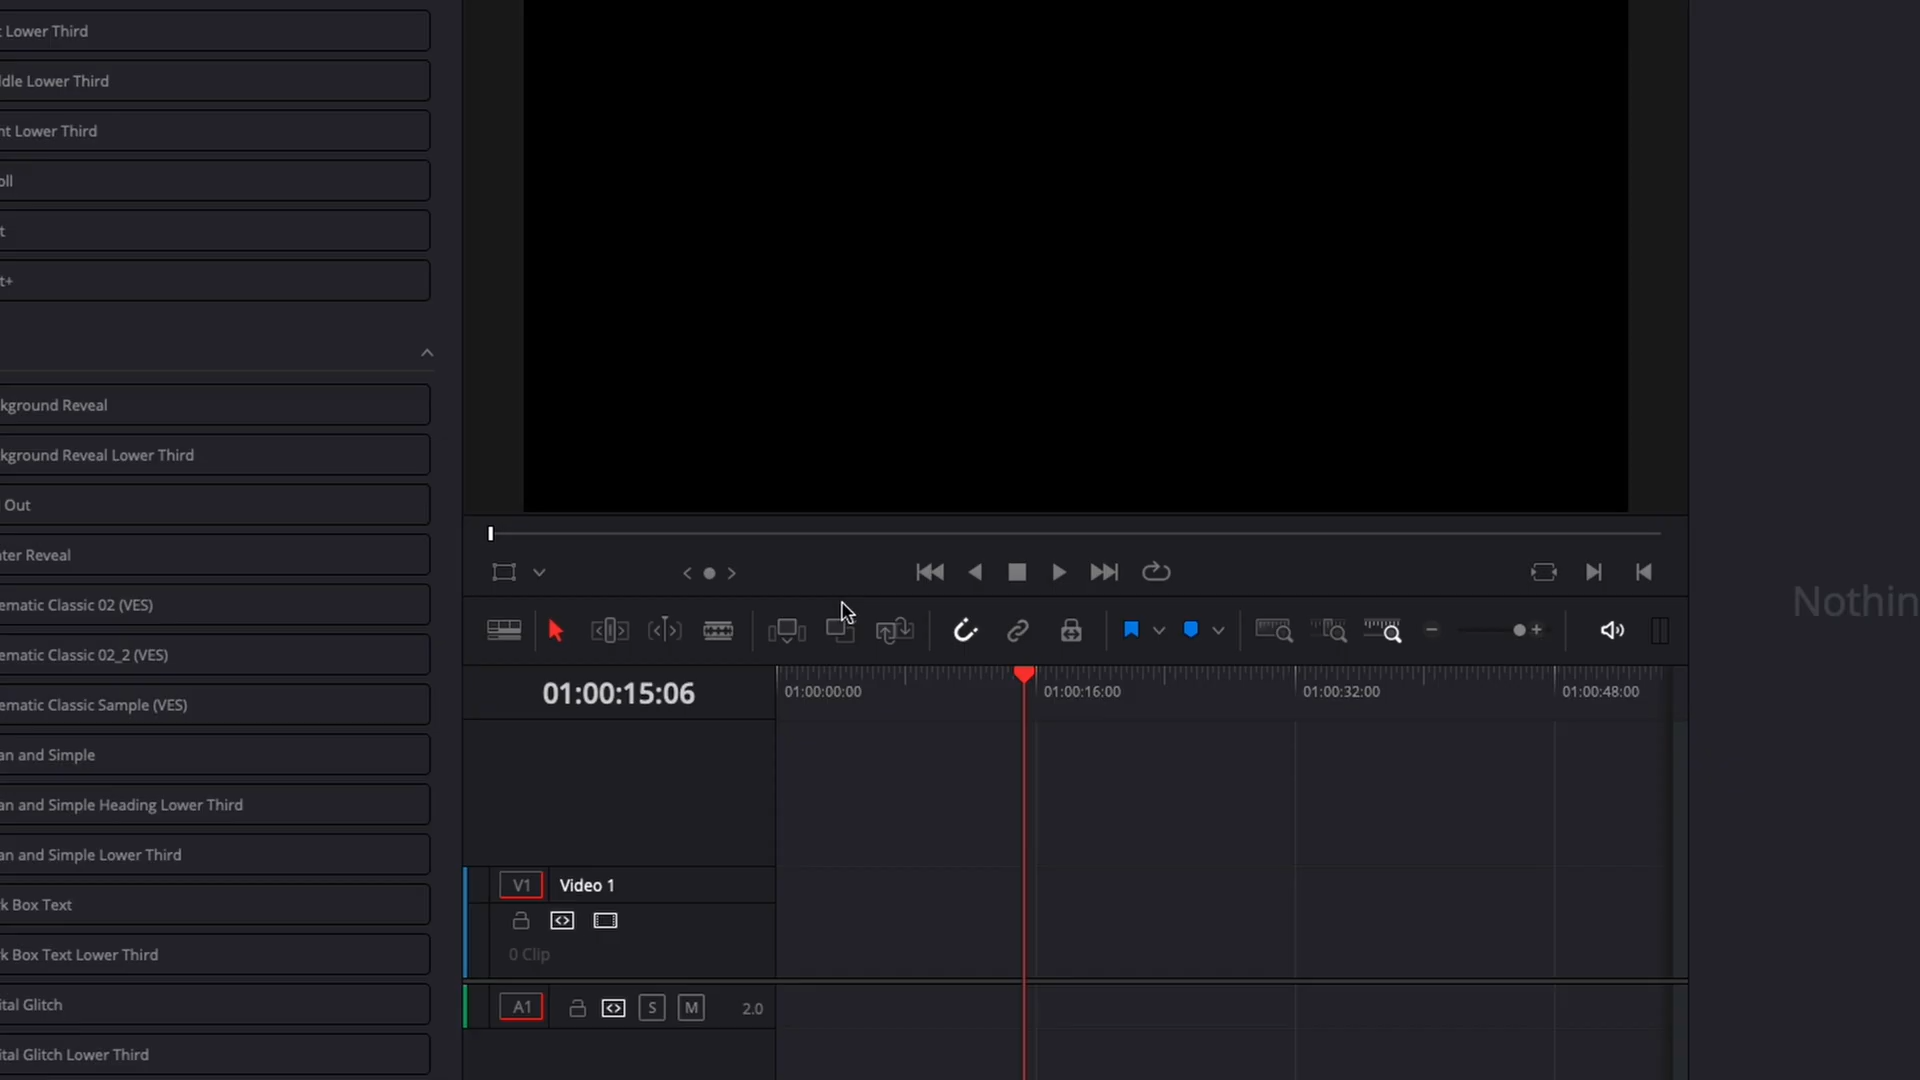 t Lower Third
ddle Lower Third
ht Lower Third
oll
t
t+
kground Reveal
kground Reveal Lower Third
Out
ter Reveal
ematic Classic 02 (VES)
ematic Classic 02_2 (VES)
ematic Classic Sample (VES)
an and Simple
an and Simple Heading Lower Third
an and Simple Lower Third
k Box Text
k Box Text Lower Third
ital Glitch
ital Glitch Lower Third
Nothin
01:00:15:06
01:00:00:00
01:00:16:00
01:00:32:00
01:00:48:00
V1 Video 1
0 Clip
A1 S M 2.0